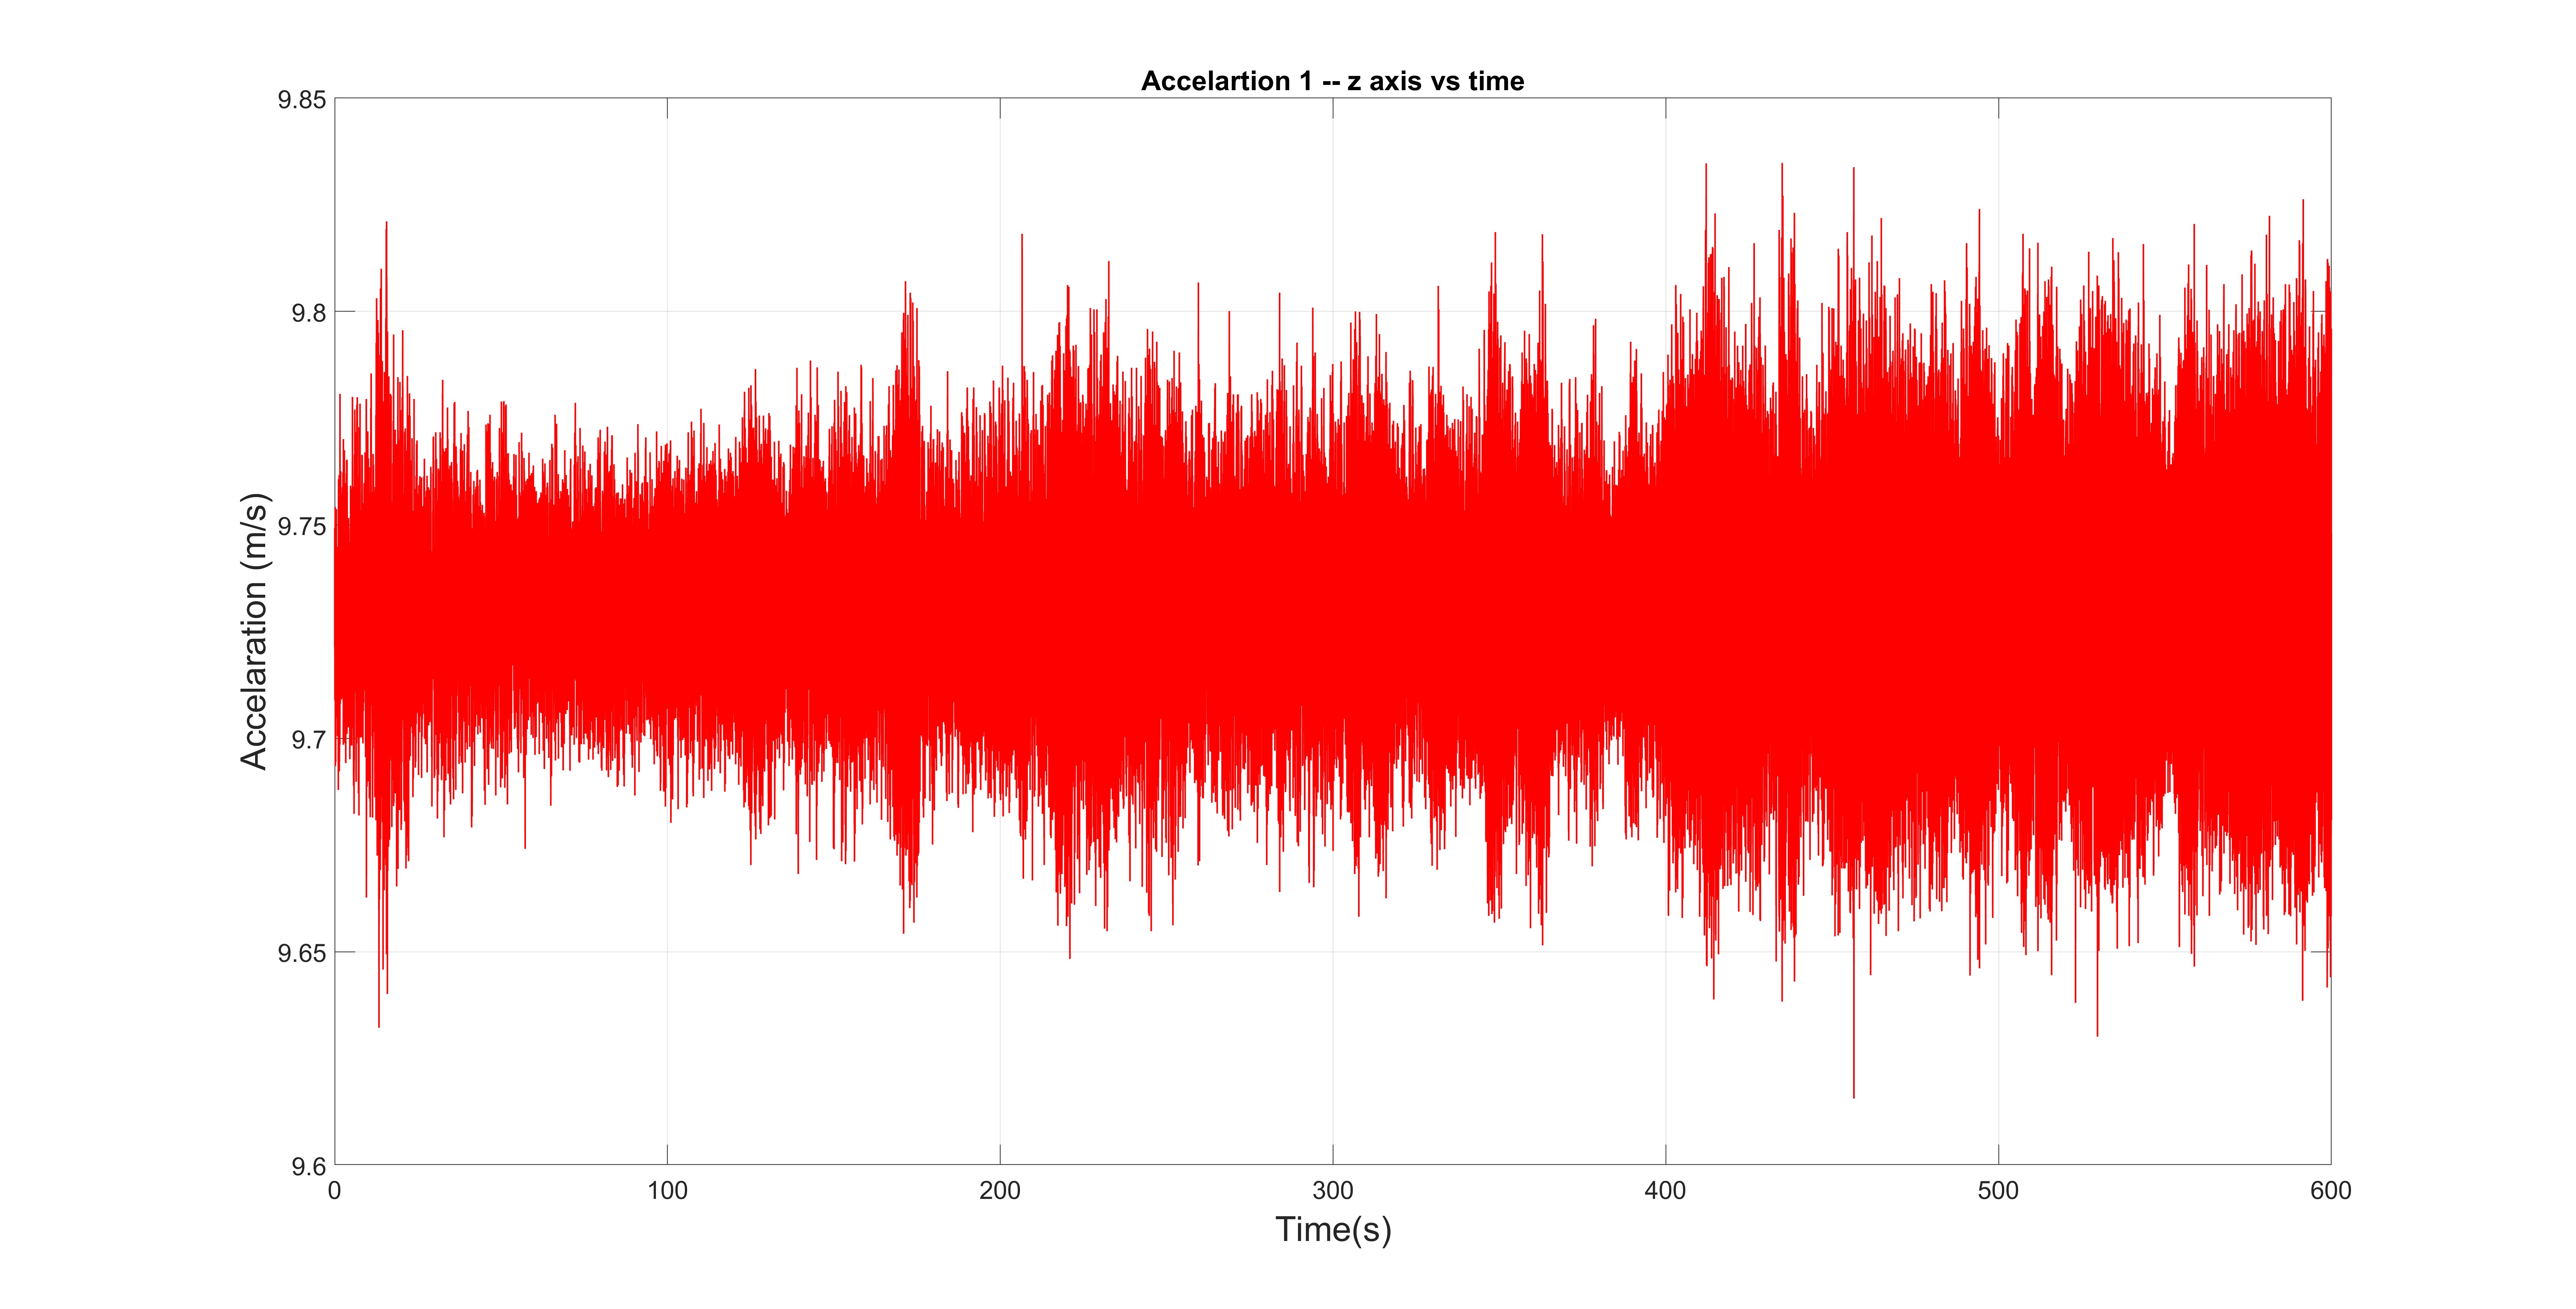 Accelartion 1 -- z axis vs time
9.85
9.8
9.75
9.7
9.65
9.6
Accelaration (m/s)
0 100 200 300 400 500 600
Time(s)